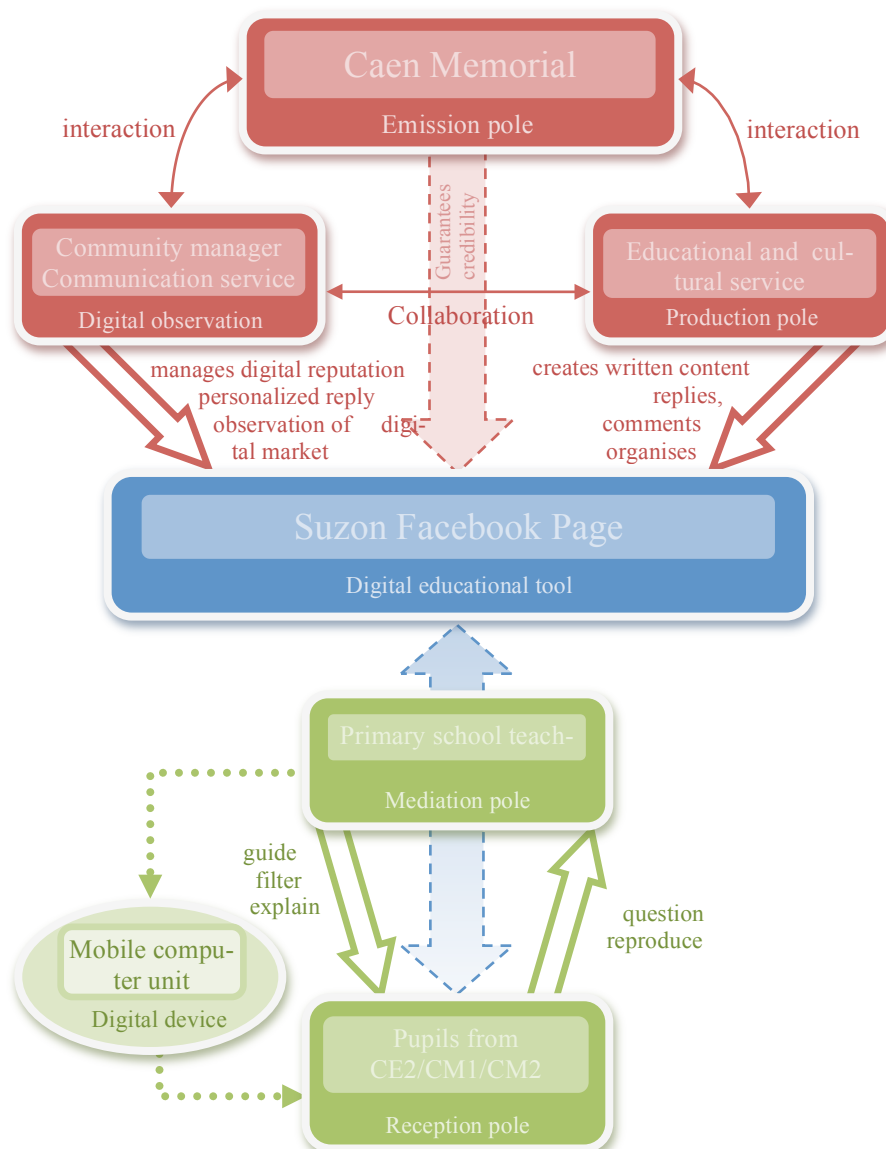 Caen Memorial
Emission pole
interaction
interaction
Guarantees
credibility
Community manager
Communication service
Digital observation
Educational and cul-
tural service
Production pole
Collaboration
manages digital reputation
personalized reply
observation of digi-
tal market
creates written content
replies,
comments
organises
Suzon Facebook Page
Digital educational tool
Primary school teach-
Mediation pole
guide
filter
explain
question
reproduce
Mobile compu-
ter unit
Digital device
Pupils from
CE2/CM1/CM2
Reception pole